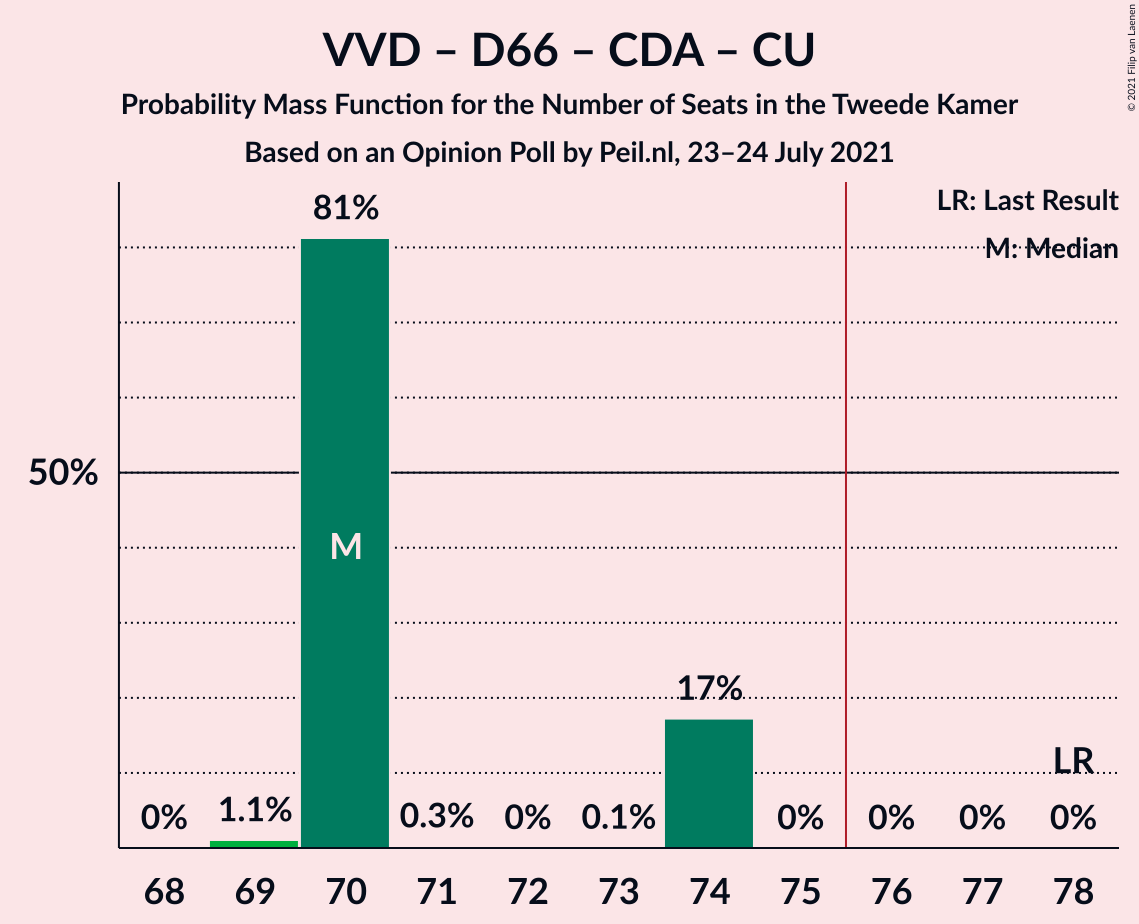 VVD – D66 – CDA – CU
Probability Mass Function for the Number of Seats in the Tweede Kamer
Based on an Opinion Poll by Peil.nl, 23–24 July 2021
© 2021 Filip van Laenen
LR: Last Result
M: Median
81%
50%
M
17%
LR
0% 1.1% 0.3% 0% 0.1% 0% 0% 0% 0%
68 69 70 71 72 73 74 75 76 77 78